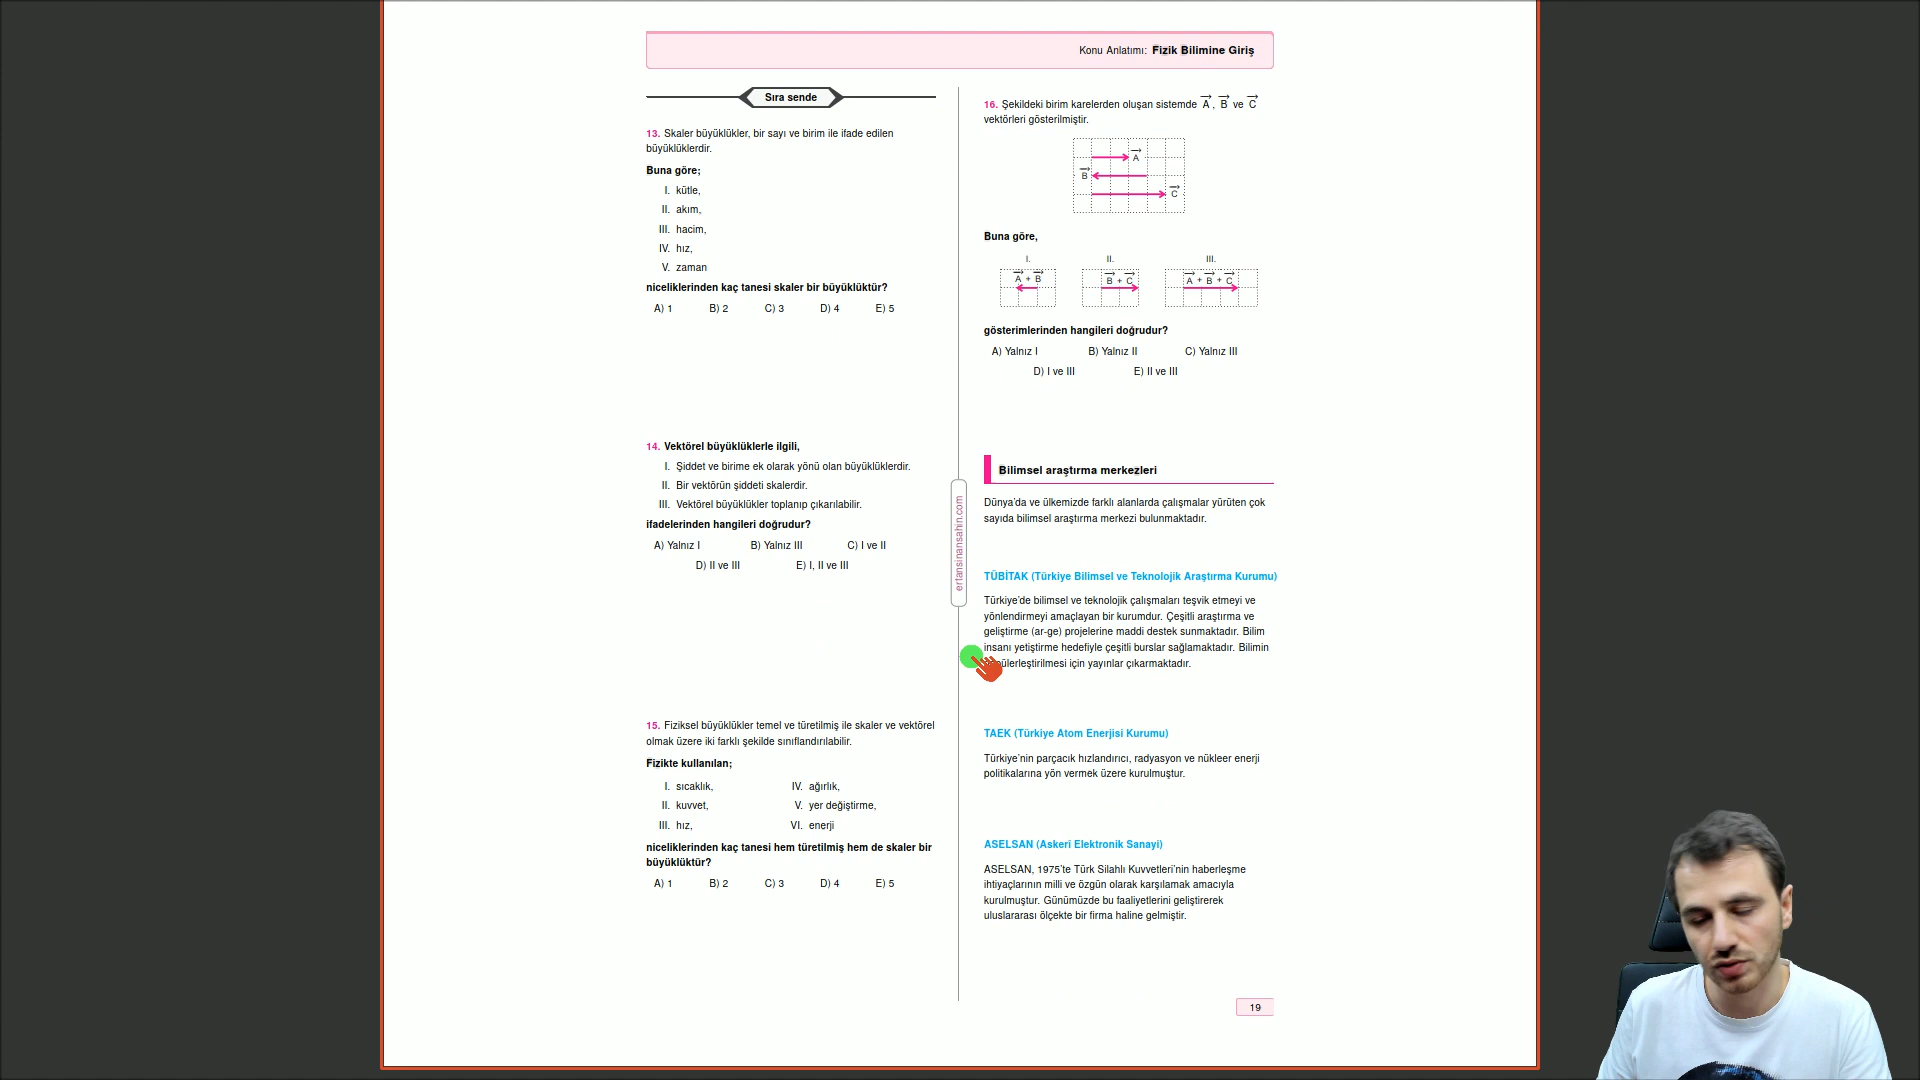 Konu Anlatımı: Fizik Bilimine Giriş
Sıra sende
13. Skaler büyüklükler, bir sayı ve birim ile ifade edilen
büyüklüklerdir.
Buna göre;
I. kütle,
II. akım,
III. hacim,
IV. hız,
V. zaman
niceliklerinden kaç tanesi skaler bir büyüklüktür?
A) 1 B) 2 C) 3 D) 4 E) 5
14. Vektörel büyüklüklerle ilgili,
I. Şiddet ve birime ek olarak yönü olan büyüklüklerdir.
II. Bir vektörün şiddeti skalerdir.
III. Vektörel büyüklükler toplanıp çıkarılabilir.
ifadelerinden hangileri doğrudur?
A) Yalnız I B) Yalnız III C) I ve II
D) II ve III E) I, II ve III
15. Fiziksel büyüklükler temel ve türetilmiş ile skaler ve vektörel
olmak üzere iki farklı şekilde sınıflandırılabilir.
Fizikte kullanılan;
I. sıcaklık, IV. ağırlık,
II. kuvvet, V. yer değiştirme,
III. hız, VI. enerji
niceliklerinden kaç tanesi hem türetilmiş hem de skaler bir
büyüklüktür?
A) 1 B) 2 C) 3 D) 4 E) 5
ertansinansahin.com
16. Şekildeki birim karelerden oluşan sistemde A, B ve C
vektörleri gösterilmiştir.
A
B
C
Buna göre,
I. II. III.
A + B B + C A + B + C
gösterimlerinden hangileri doğrudur?
A) Yalnız I B) Yalnız II C) Yalnız III
D) I ve III E) II ve III
Bilimsel araştırma merkezleri
Dünya'da ve ülkemizde farklı alanlarda çalışmalar yürüten çok
sayıda bilimsel araştırma merkezi bulunmaktadır.
TÜBİTAK (Türkiye Bilimsel ve Teknolojik Araştırma Kurumu)
Türkiye'de bilimsel ve teknolojik çalışmaları teşvik etmeyi ve
yönlendirmeyi amaçlayan bir kurumdur. Çeşitli araştırma ve
geliştirme (ar-ge) projelerine maddi destek sunmaktadır. Bilim
insanı yetiştirme hedefiyle çeşitli burslar sağlamaktadır. Bilimin
için yayınlar çıkarmaktadır.
TAEK (Türkiye Atom Enerjisi Kurumu)
Türkiye'nin parçacık hızlandırıcı, radyasyon ve nükleer enerji
politikalarına yön vermek üzere kurulmuştur.
ASELSAN (Askeri Elektronik Sanayi)
ASELSAN, 1975'te Türk Silahlı Kuvvetleri'nin haberleşme
ihtiyaçlarının milli ve özgün olarak karşılamak amacıyla
kurulmuştur. Günümüzde bu faaliyetlerini geliştirerek
uluslararası ölçekte bir firma haline gelmiştir.
19